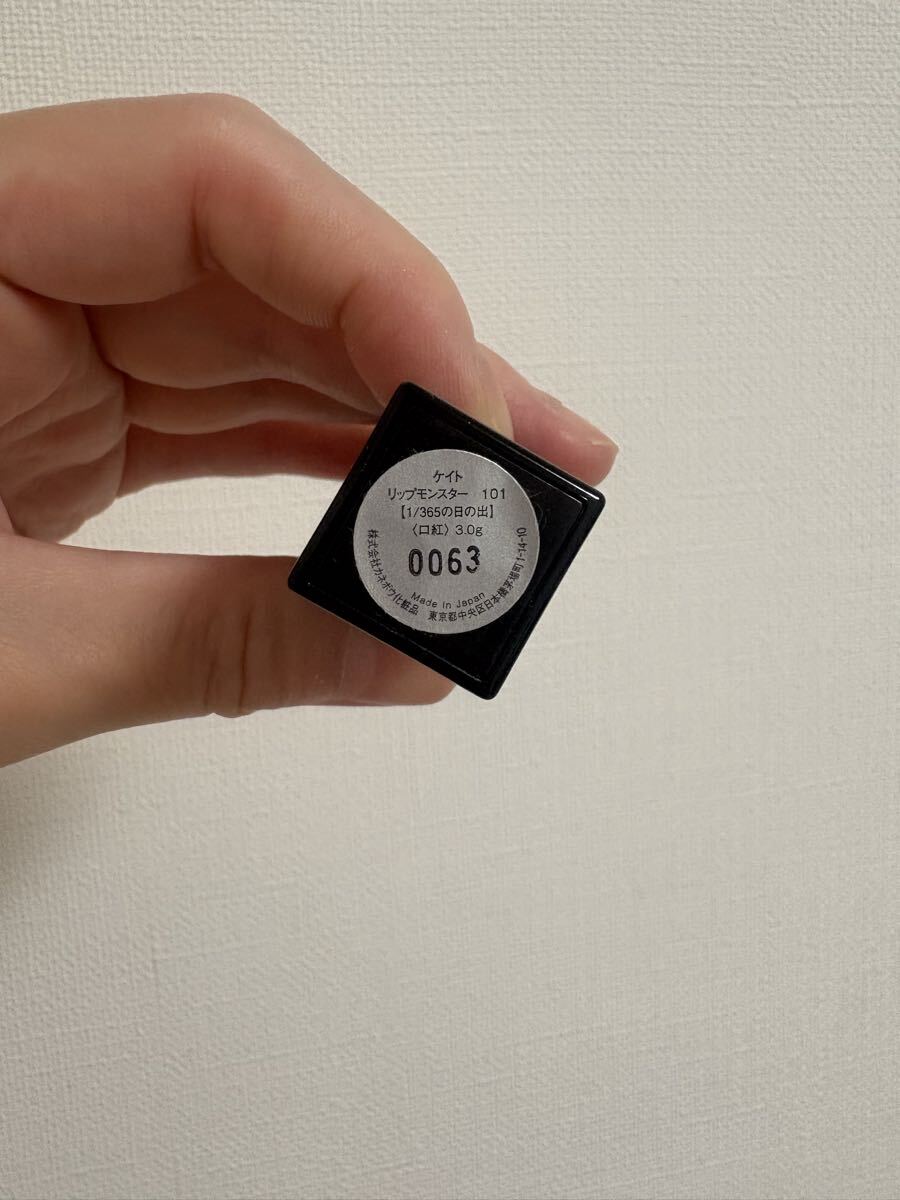 ケイト
リップモンスター 101
【1/365の日の出】
〈口紅〉3.0g
0063
Made in Japan
株式会社カネボウ化粧品 東京都中央区日本橋茅場町1-14-10